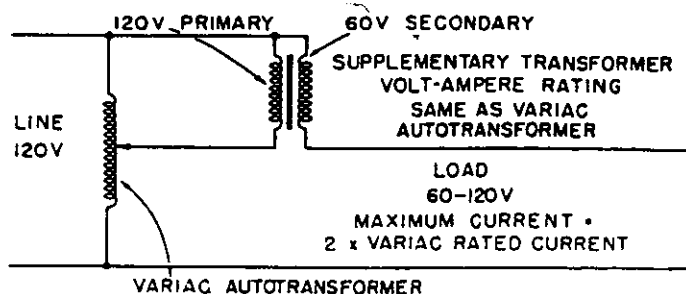 120V PRIMARY
60V SECONDARY
SUPPLEMENTARY TRANSFORMER
VOLT-AMPERE RATING
SAME AS VARIAC
AUTOTRANSFORMER
LINE
120V
LOAD
60-120V
MAXIMUM CURRENT =
2 x VARIAC RATED CURRENT
VARIAC AUTOTRANSFORMER